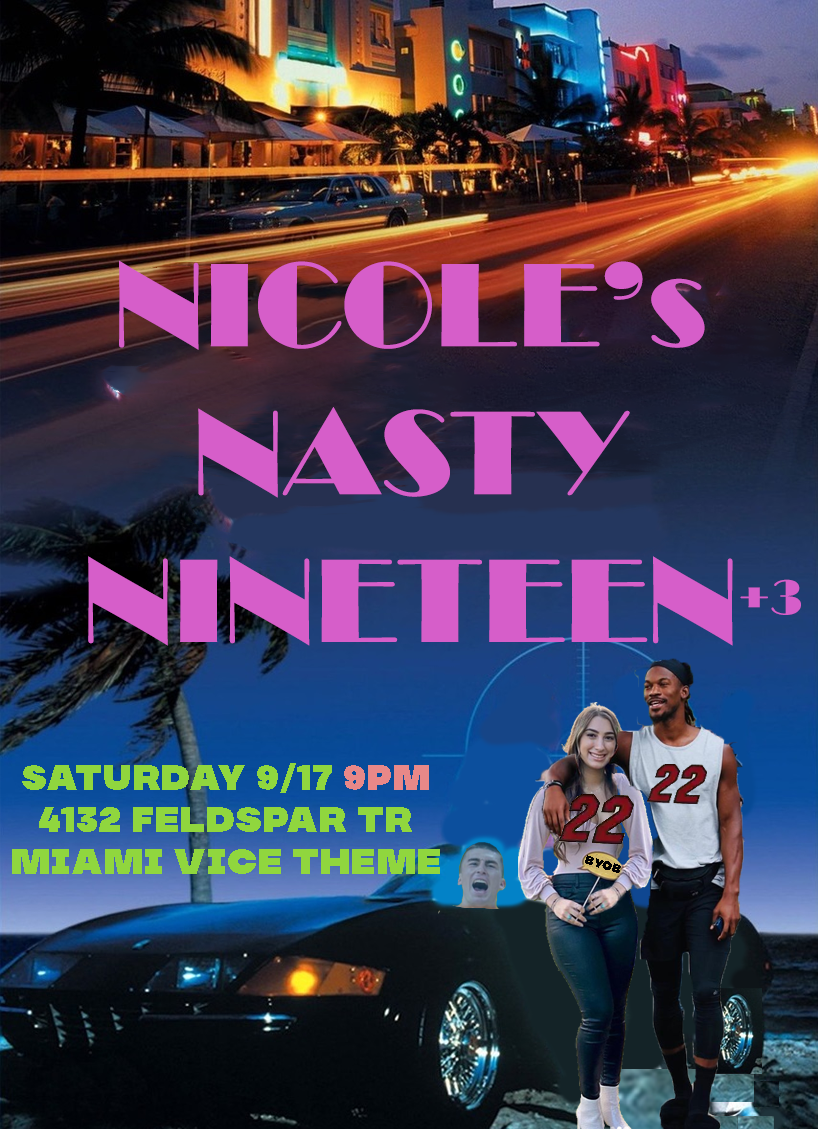 NICOLE's
NASTY
NINETEEN+3
SATURDAY 9/17 9PM
4132 FELDSPAR TR
MIAMI VICE THEME
22
22
BYOB